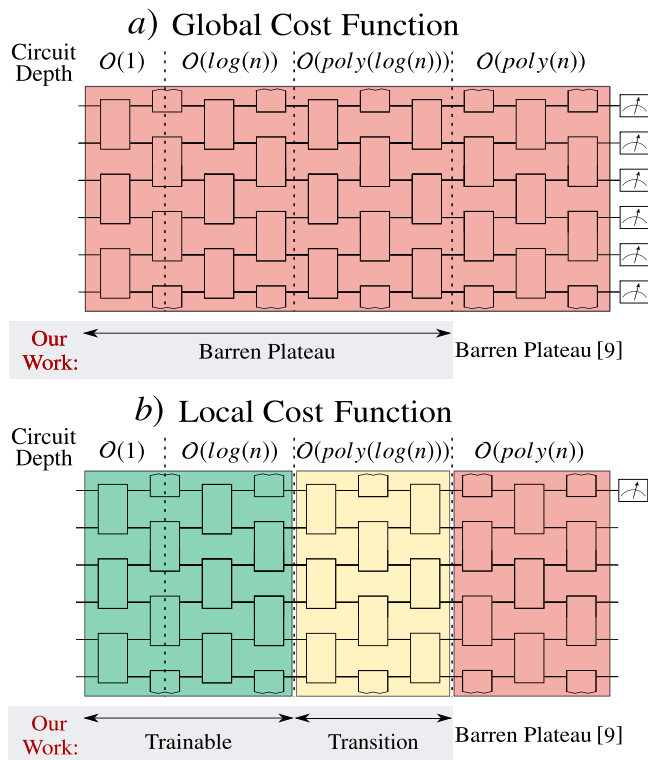 a) Global Cost Function
Circuit
Depth
O(1) O(log(n)) O(poly(log(n))) O(poly(n))
Our
Work:
Barren Plateau
Barren Plateau [9]
b) Local Cost Function
Circuit
Depth
O(1) O(log(n)) O(poly(log(n))) O(poly(n))
Our
Work:
Trainable
Transition
Barren Plateau [9]